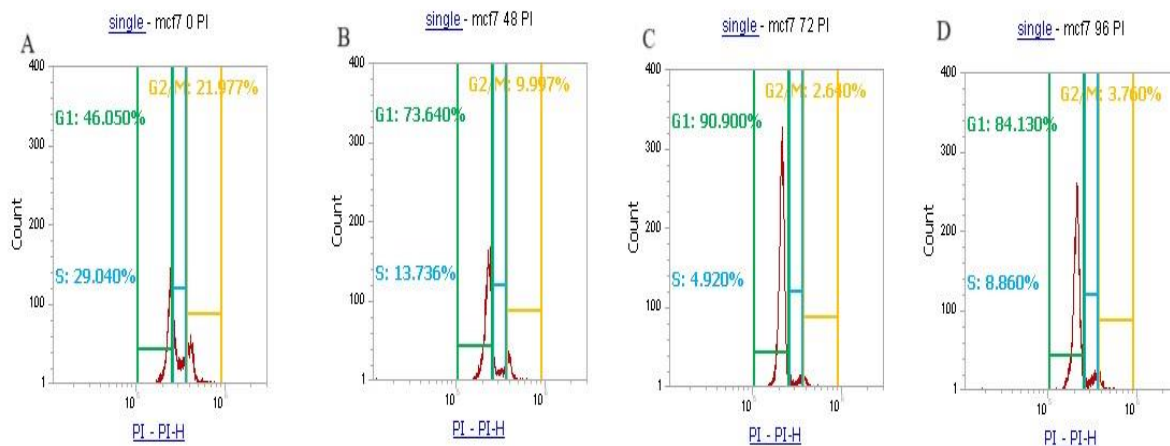 A
single - mcf7 0 PI
400
G2/M: 21.977%
G1: 46.050%
300
Count
200
S: 29.040%
100
1
PI - PI-H
B
single - mcf7 48 PI
400
G2/M: 9.997%
G1: 73.640%
300
Count
200
S: 13.736%
100
1
PI - PI-H
C
single - mcf7 72 PI
400
G2/M: 2.640%
G1: 90.900%
300
Count
200
S: 4.920%
100
1
PI - PI-H
D
single - mcf7 96 PI
400
G2/M: 3.760%
G1: 84.130%
300
Count
200
S: 8.860%
100
1
PI - PI-H